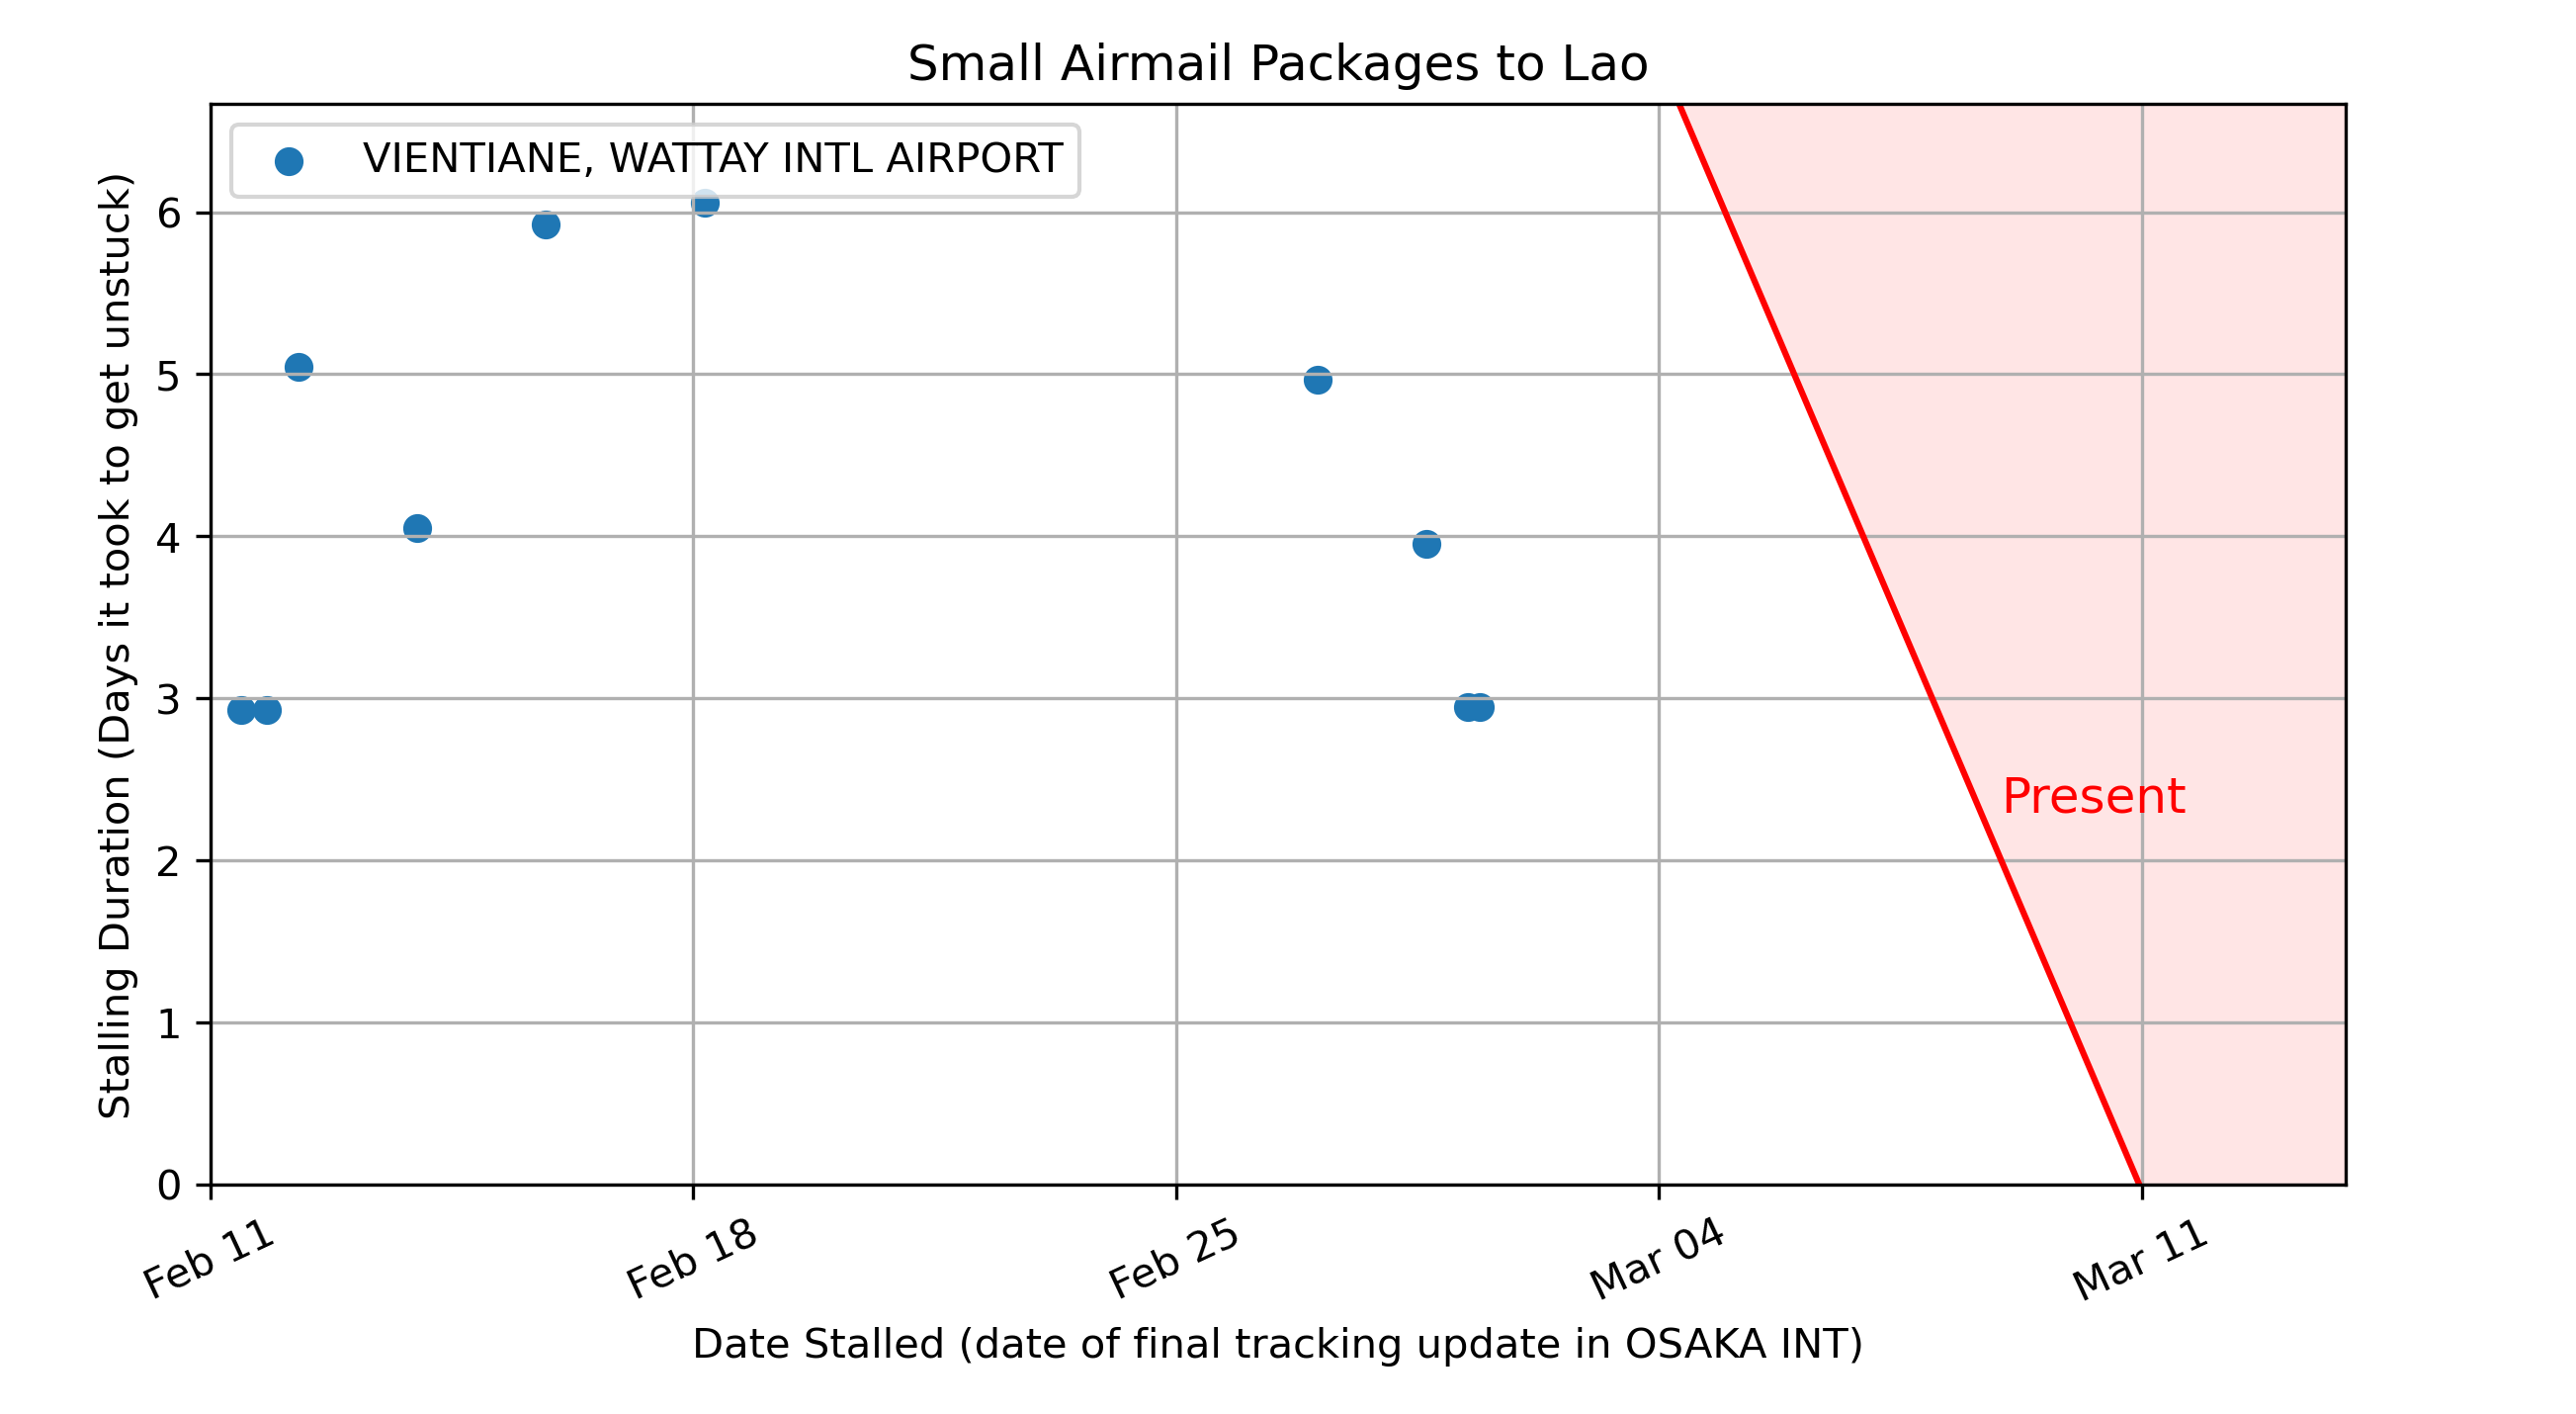 Small Airmail Packages to Lao
VIENTIANE, WATTAY INTL AIRPORT
Stalling Duration (Days it took to get unstuck)
6
5
4
3
2
1
0
Present
Feb 11
Feb 18
Feb 25
Mar 04
Mar 11
Date Stalled (date of final tracking update in OSAKA INT)